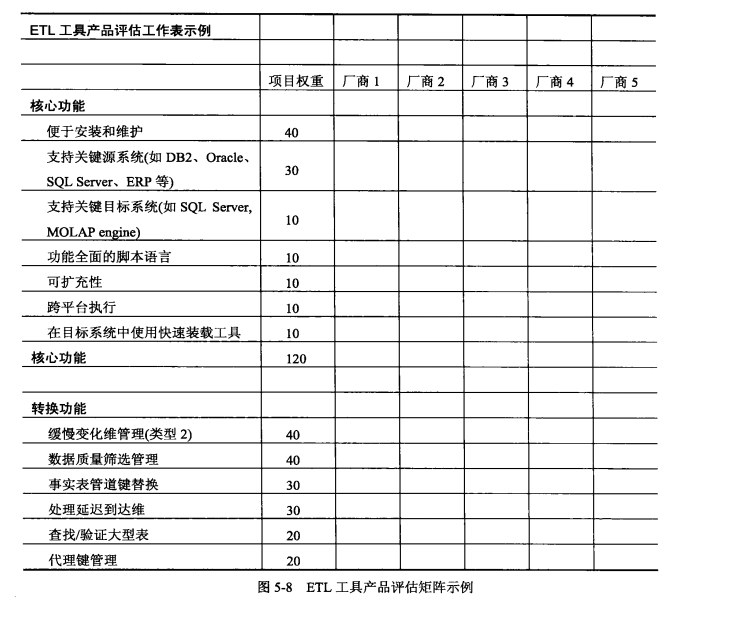 ETL 工具产品评估工作表示例
项目权重 厂商 1 厂商 2 厂商 3 厂商 4 厂商 5
核心功能
便于安装和维护 40
支持关键源系统(如 DB2、Oracle、
SQL Server、ERP 等) 30
支持关键目标系统(如 SQL Server,
MOLAP engine) 10
功能全面的脚本语言 10
可扩充性 10
跨平台执行 10
在目标系统中使用快速装载工具 10
核心功能 120
转换功能
缓慢变化维管理(类型 2) 40
数据质量筛选管理 40
事实表管道键替换 30
处理延迟到达维 30
查找/验证大型表 20
代理键管理 20
图 5-8 ETL 工具产品评估矩阵示例